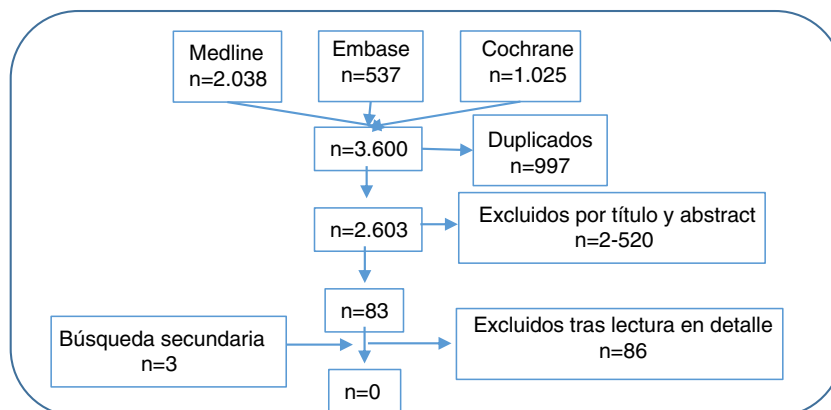 Medline
n=2.038
Embase
n=537
Cochrane
n=1.025
n=3.600
Duplicados
n=997
n=2.603
Excluidos por título y abstract
n=2-520
n=83
Búsqueda secundaria
n=3
Excluidos tras lectura en detalle
n=86
n=0